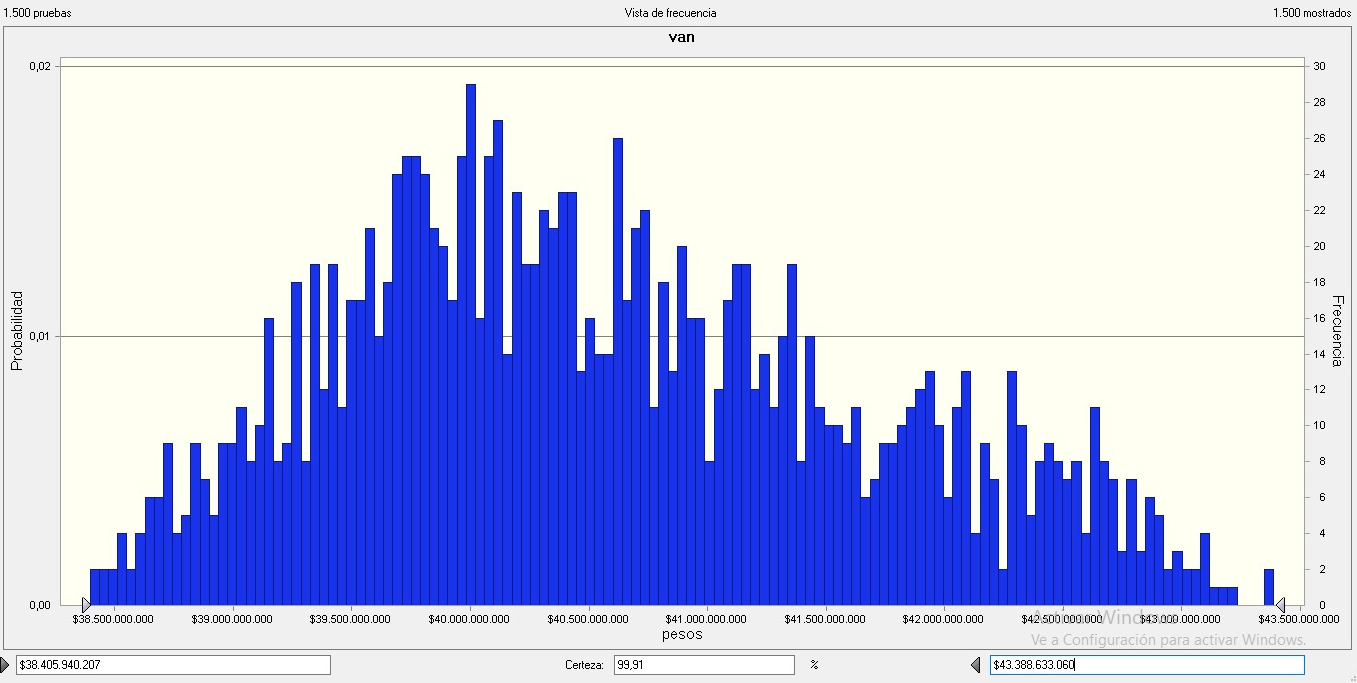 1.500 pruebas Vista de frecuencia 1.500 mostrados
van
0,02 30
28
26
24
22
20
18
16
0,01
14
12
10
8
6
4
2
0,00 0
Probabilidad
Frecuencia
$38.500.000.000 $39.000.000.000 $39.500.000.000 $40.000.000.000 $40.500.000.000 $41.000.000.000 $41.500.000.000 $42.000.000.000 $42.500.000.000 $43.000.000.000 $43.500.000.000
pesos
Activar Windows
Ve a Configuración para activar Windows.
$38.405.940.207 Certeza: 99,91 % $43.388.633.060